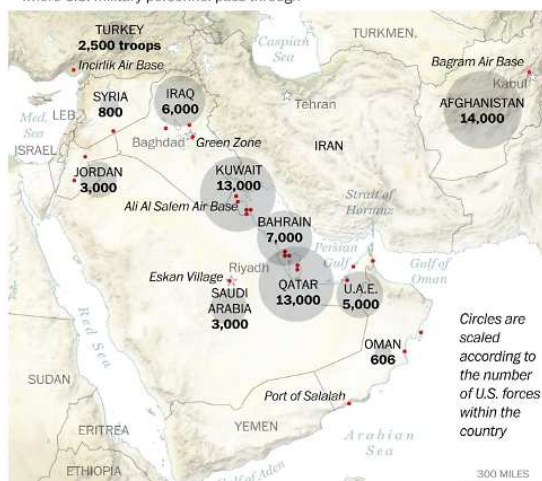 where U.S. military personnel pass through
TURKEY
2,500 troops
Incirlik Air Base
Caspian
Sea
TURKMEN.
Bagram Air Base
Kabul
AFGHANISTAN
14,000
SYRIA
800
IRAQ
6,000
Tehran
LEB.
Med.
Sea
ISRAEL
Baghdad
Green Zone
IRAN
JORDAN
3,000
KUWAIT
13,000
Ali Al Salem Air Base
Strait of
Hormuz
BAHRAIN
7,000
Persian
Gulf
Gulf of
Oman
Eskan Village
Riyadh
SAUDI
ARABIA
3,000
QATAR
13,000
U.A.E.
5,000
OMAN
606
Circles are
scaled
according to
the number
of U.S. forces
within the
country
Red Sea
SUDAN
Port of Salalah
ERITREA
YEMEN
Arabian
Sea
ETHIOPIA
Gulf of Aden
300 MILES